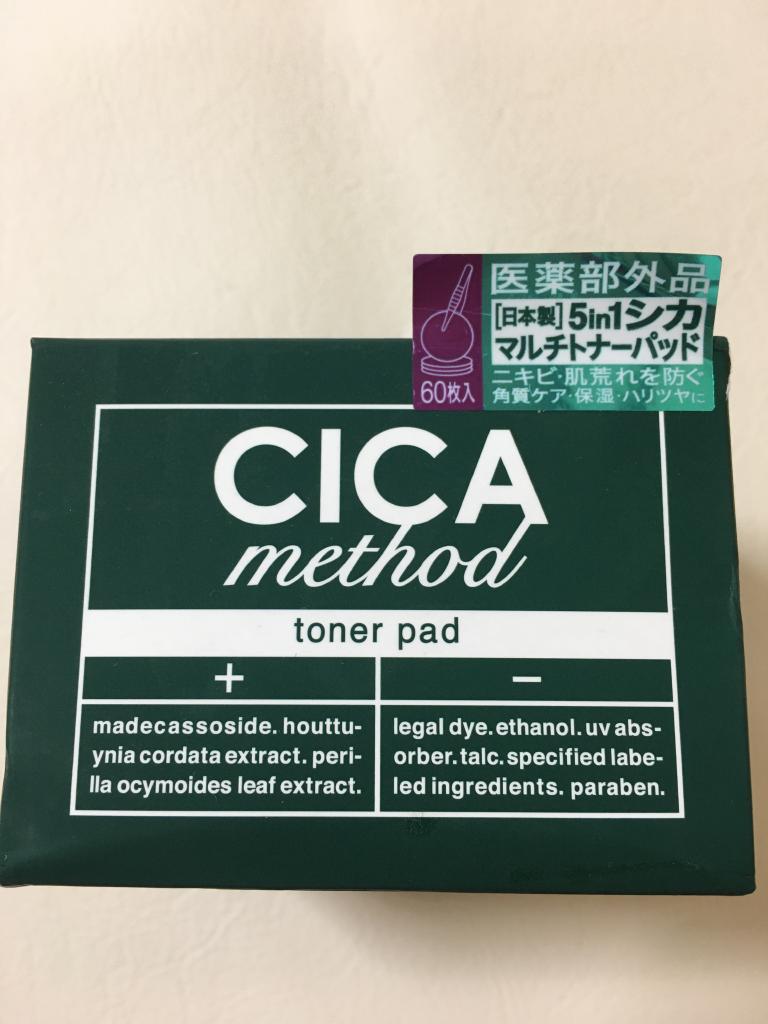 医薬部外品
[日本製] 5in1シカ
マルチトナーパッド
ニキビ·肌荒れを防ぐ
角質ケア·保湿·ハリツヤに
60枚入
CICA
method
toner pad
+
−
madecassoside. houttu-
ynia cordata extract. peri-
lla ocymoides leaf extract.
legal dye. ethanol. uv abs-
orber. talc. specified labe-
led ingredients. paraben.